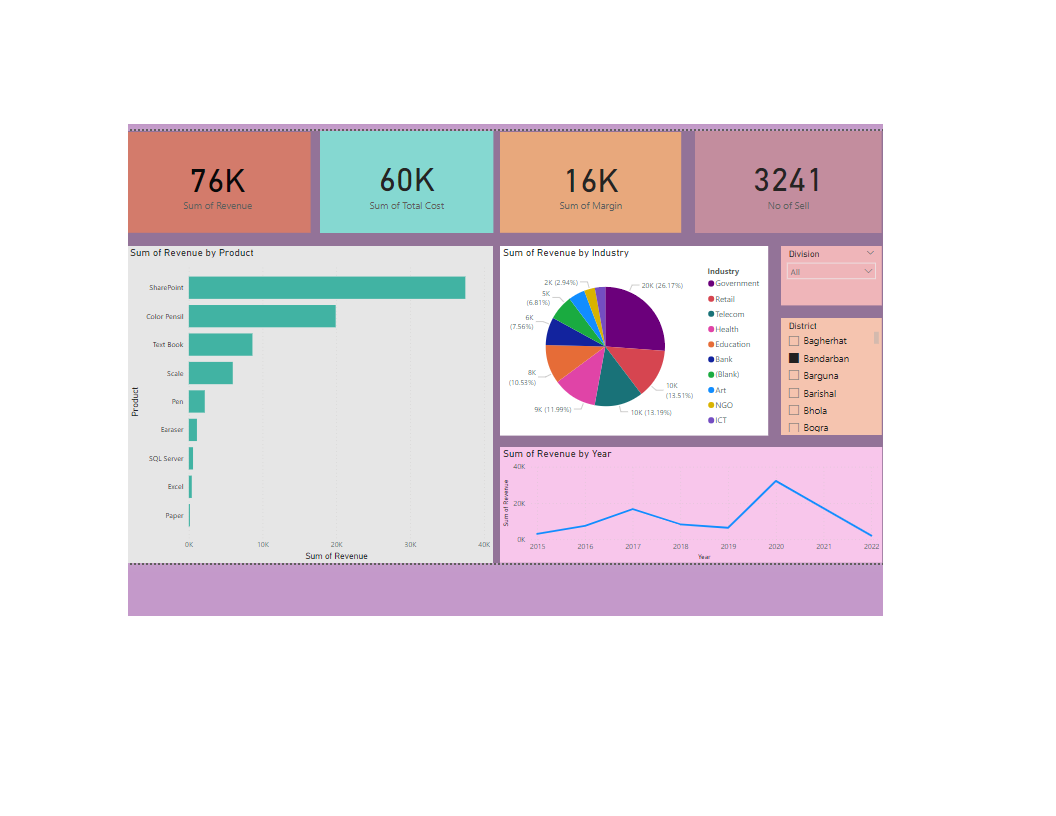 76K
Sum of Revenue
60K
Sum of Total Cost
16K
Sum of Margin
3241
No of Sell
Sum of Revenue by Product
Product
SharePoint
Color Pensil
Text Book
Scale
Pen
Earaser
SQL Server
Excel
Paper
0K 10K 20K 30K 40K
Sum of Revenue
Sum of Revenue by Industry
20K (26.17%)
10K
(13.51%)
10K (13.19%)
9K (11.99%)
8K
(10.53%)
6K
(7.56%)
5K
(6.81%)
2K (2.94%)
Industry
Government
Retail
Telecom
Health
Education
Bank
(Blank)
Art
NGO
ICT
Division
All
District
Bagherhat
Bandarban
Barguna
Barishal
Bhola
Bogra
Sum of Revenue by Year
Sum of Revenue
40K
20K
0K
2015 2016 2017 2018 2019 2020 2021 2022
Year